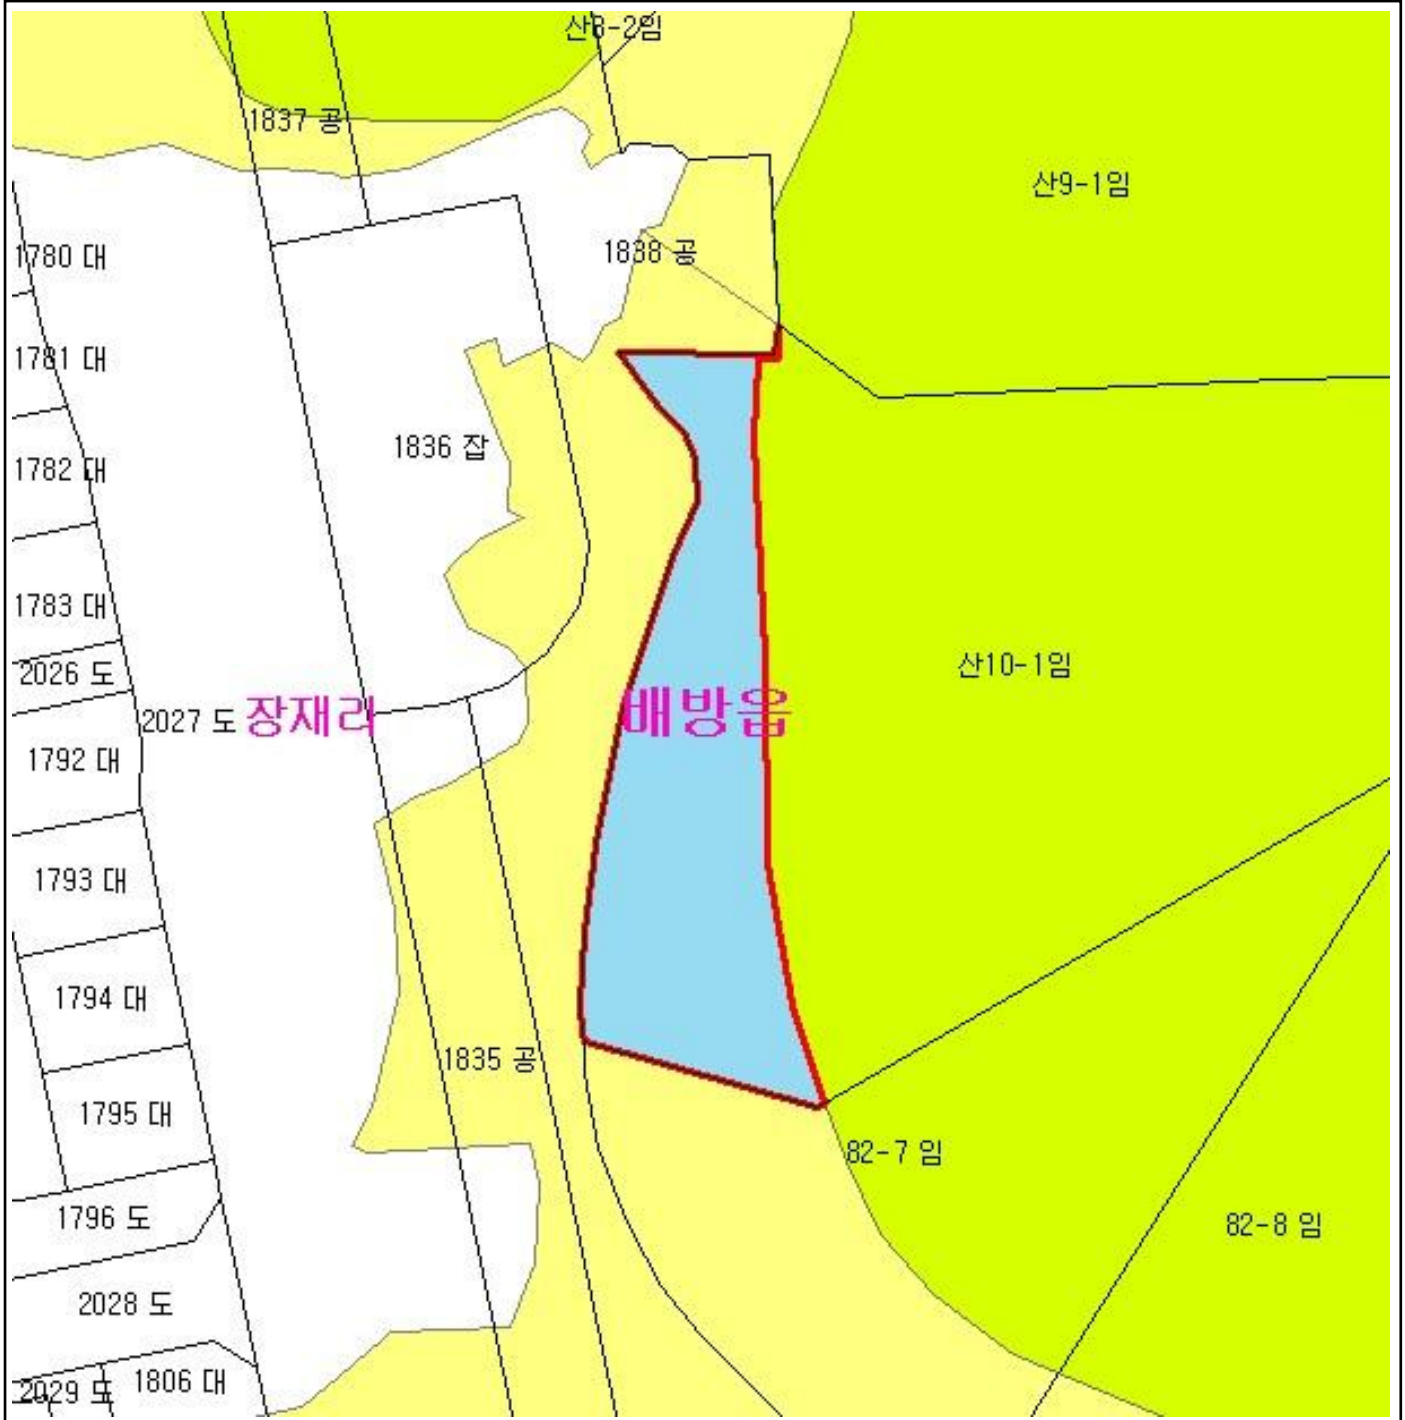 산8-2임
1837 공
산9-1임
1838 공
1780 대
1781 대
1836 잡
1782 대
1783 대
2026 도
산10-1임
2027 도
장재리
배방읍
1792 대
1793 대
1794 대
1835 공
1795 대
82-7 임
1796 도
82-8 임
2028 도
1806 대
2029 도